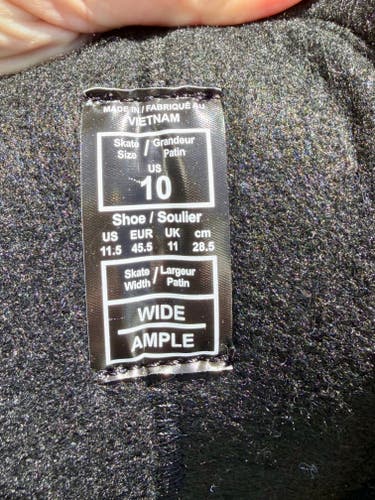 MADE IN / FABRIQUÉ AU
VIETNAM
Skate / Grandeur
Size Patin
US
10
Shoe / Soulier
US EUR UK cm
11.5 45.5 11 28.5
Skate / Largeur
Width Patin
WIDE
AMPLE